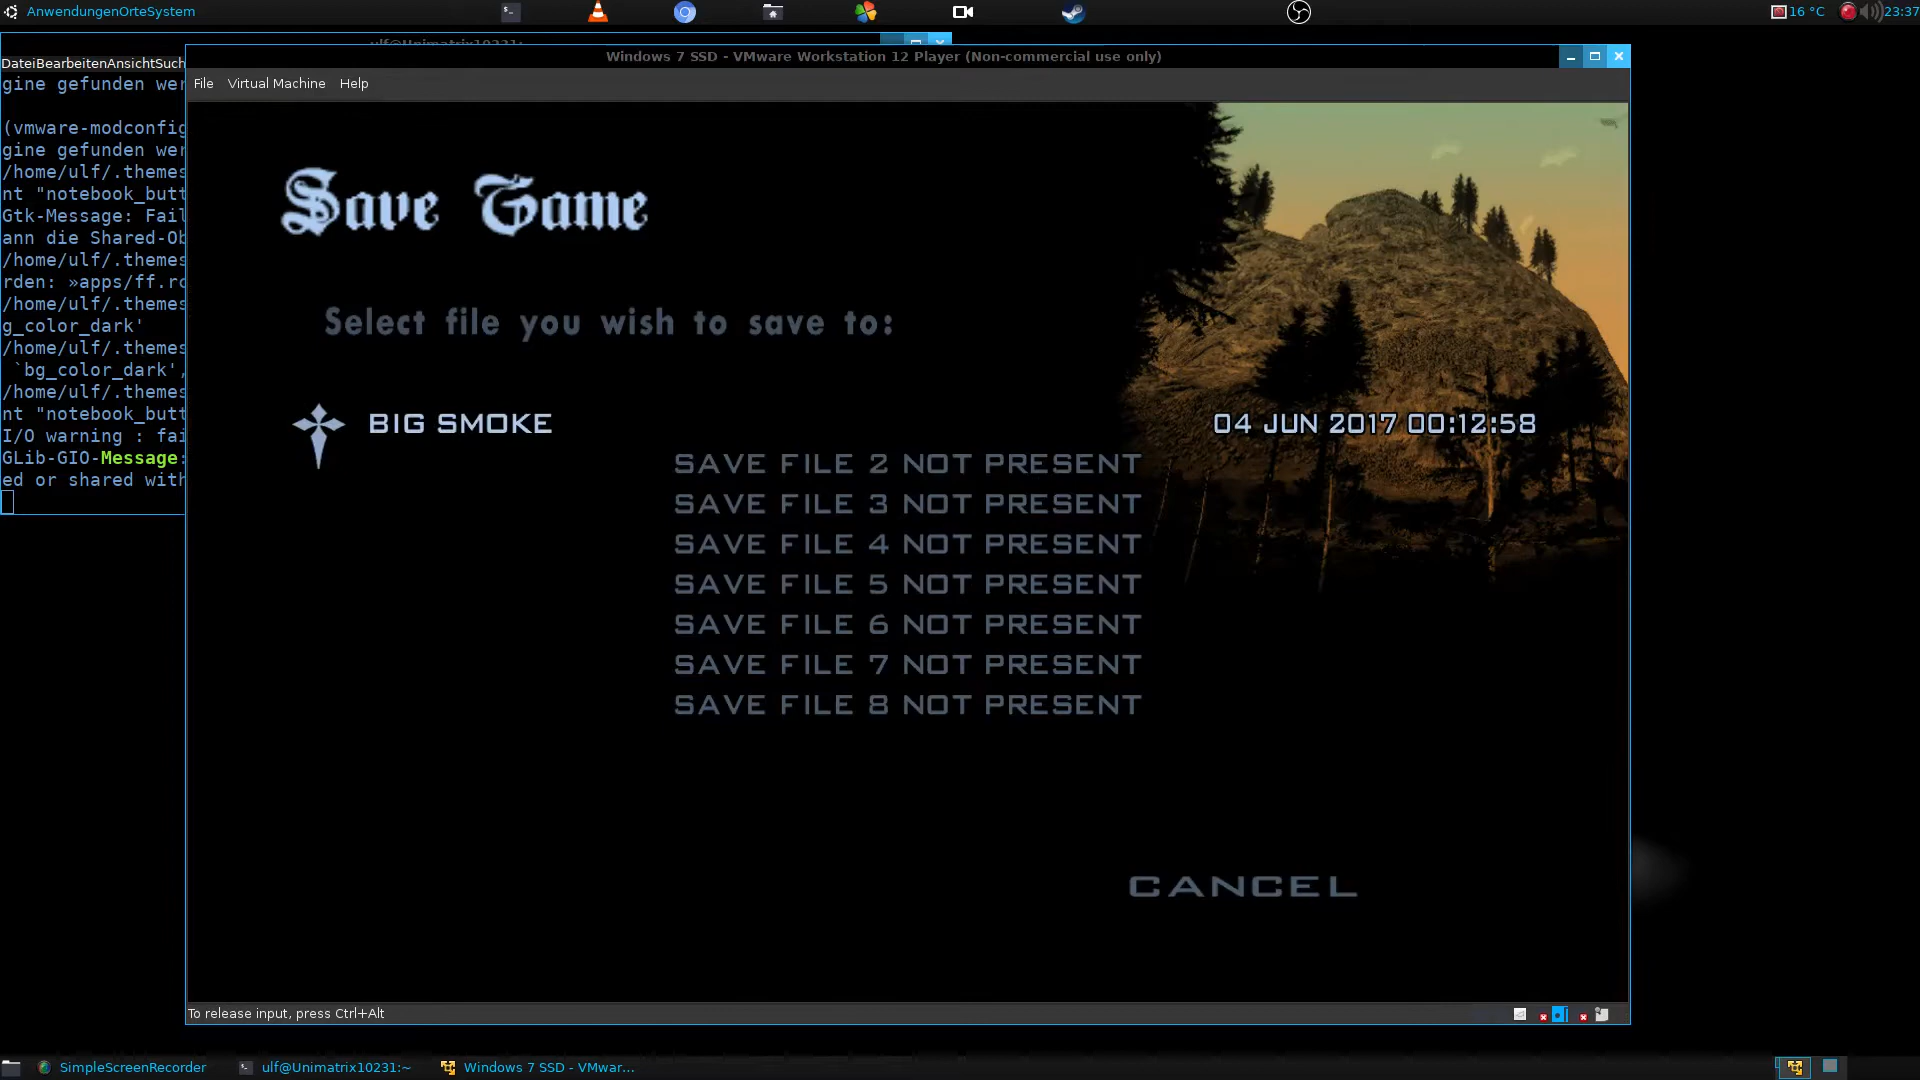 AnwendungenOrteSystem
16 °C
23:37
Windows 7 SSD - VMware Workstation 12 Player (Non-commercial use only)
DateiBearbeitenAnsichtSuch
gine gefunden wer
(vmware-modconfig
gine gefunden wer
/home/ulf/.themes
nt "notebook_butt
Gtk-Message: Fail
ann die Shared-Ob
/home/ulf/.themes
rden: »apps/ff.rc
/home/ulf/.themes
g_color_dark'
/home/ulf/.themes
`bg_color_dark',
/home/ulf/.themes
nt "notebook_butt
I/O warning : fai
GLib-GIO-Message:
ed or shared with
File Virtual Machine Help
Save Game
Select file you wish to save to:
BIG SMOKE 04 JUN 2017 00:12:58
SAVE FILE 2 NOT PRESENT
SAVE FILE 3 NOT PRESENT
SAVE FILE 4 NOT PRESENT
SAVE FILE 5 NOT PRESENT
SAVE FILE 6 NOT PRESENT
SAVE FILE 7 NOT PRESENT
SAVE FILE 8 NOT PRESENT
CANCEL
To release input, press Ctrl+Alt
SimpleScreenRecorder
ulf@Unimatrix10231:~
Windows 7 SSD - VMwar...